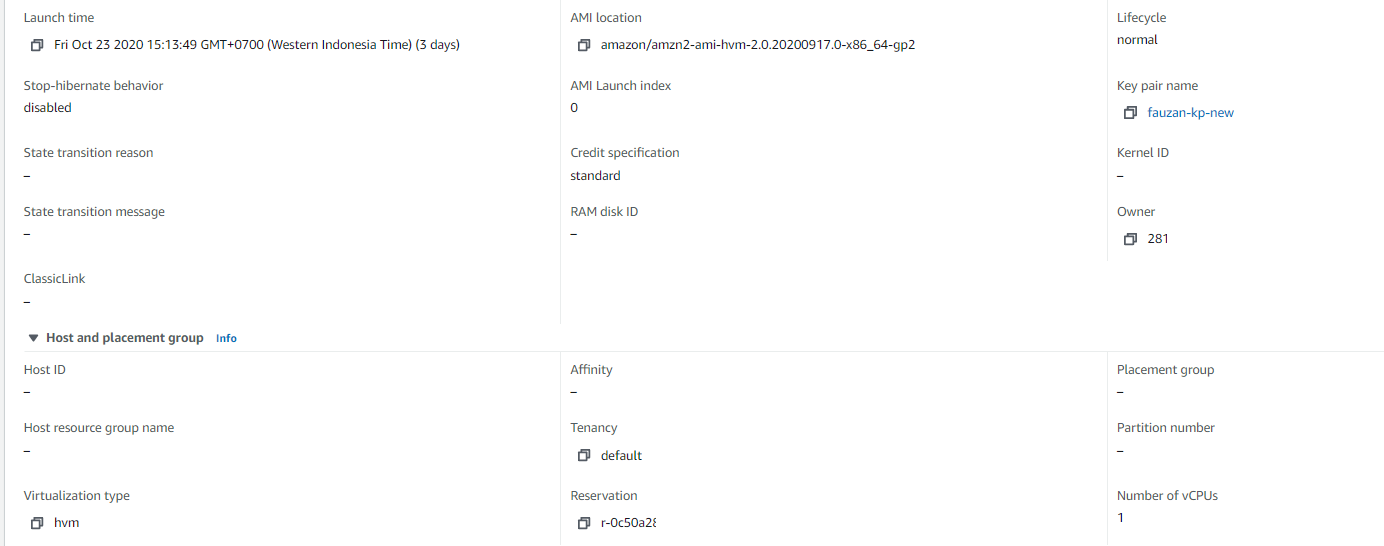 Launch time
Fri Oct 23 2020 15:13:49 GMT+0700 (Western Indonesia Time) (3 days)
AMI location
amazon/amzn2-ami-hvm-2.0.20200917.0-x86_64-gp2
Lifecycle
normal
Stop-hibernate behavior
disabled
AMI Launch index
0
Key pair name
fauzan-kp-new
State transition reason
–
Credit specification
standard
Kernel ID
–
State transition message
–
RAM disk ID
–
Owner
281
ClassicLink
–
Host and placement group Info
Host ID
–
Affinity
–
Placement group
–
Host resource group name
–
Tenancy
default
Partition number
–
Virtualization type
hvm
Reservation
r-0c50a28
Number of vCPUs
1